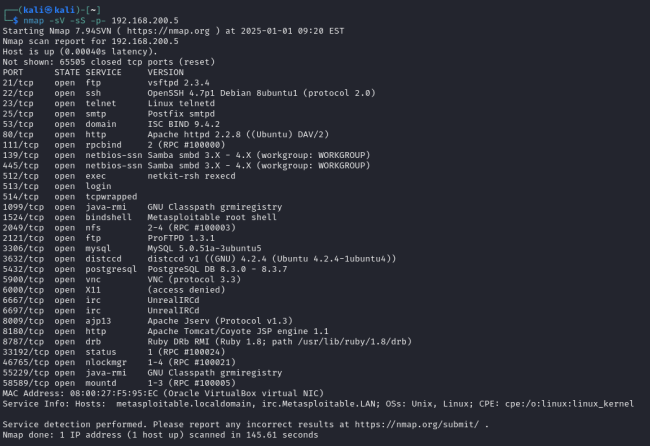 (kali㉿kali)-[~]
$ nmap -sV -sS -p- 192.168.200.5
Starting Nmap 7.94SVN ( https://nmap.org ) at 2025-01-01 09:20 EST
Nmap scan report for 192.168.200.5
Host is up (0.00040s latency).
Not shown: 65505 closed tcp ports (reset)
PORT      STATE SERVICE     VERSION
21/tcp    open  ftp         vsftpd 2.3.4
22/tcp    open  ssh         OpenSSH 4.7p1 Debian 8ubuntu1 (protocol 2.0)
23/tcp    open  telnet      Linux telnetd
25/tcp    open  smtp        Postfix smtpd
53/tcp    open  domain      ISC BIND 9.4.2
80/tcp    open  http        Apache httpd 2.2.8 ((Ubuntu) DAV/2)
111/tcp   open  rpcbind     2 (RPC #100000)
139/tcp   open  netbios-ssn Samba smbd 3.X - 4.X (workgroup: WORKGROUP)
445/tcp   open  netbios-ssn Samba smbd 3.X - 4.X (workgroup: WORKGROUP)
512/tcp   open  exec        netkit-rsh rexecd
513/tcp   open  login
514/tcp   open  tcpwrapped
1099/tcp  open  java-rmi    GNU Classpath grmiregistry
1524/tcp  open  bindshell   Metasploitable root shell
2049/tcp  open  nfs         2-4 (RPC #100003)
2121/tcp  open  ftp         ProFTPD 1.3.1
3306/tcp  open  mysql       MySQL 5.0.51a-3ubuntu5
3632/tcp  open  distccd     distccd v1 ((GNU) 4.2.4 (Ubuntu 4.2.4-1ubuntu4))
5432/tcp  open  postgresql  PostgreSQL DB 8.3.0 - 8.3.7
5900/tcp  open  vnc         VNC (protocol 3.3)
6000/tcp  open  X11         (access denied)
6667/tcp  open  irc         UnrealIRCd
6697/tcp  open  irc         UnrealIRCd
8009/tcp  open  ajp13       Apache Jserv (Protocol v1.3)
8180/tcp  open  http        Apache Tomcat/Coyote JSP engine 1.1
8787/tcp  open  drb         Ruby DRb RMI (Ruby 1.8; path /usr/lib/ruby/1.8/drb)
33192/tcp open  status      1 (RPC #100024)
46765/tcp open  nlockmgr    1-4 (RPC #100021)
55229/tcp open  java-rmi    GNU Classpath grmiregistry
58589/tcp open  mountd      1-3 (RPC #100005)
MAC Address: 08:00:27:F5:95:EC (Oracle VirtualBox virtual NIC)
Service Info: Hosts:  metasploitable.localdomain, irc.Metasploitable.LAN; OSs: Unix, Linux; CPE: cpe:/o:linux:linux_kernel

Service detection performed. Please report any incorrect results at https://nmap.org/submit/ .
Nmap done: 1 IP address (1 host up) scanned in 145.61 seconds